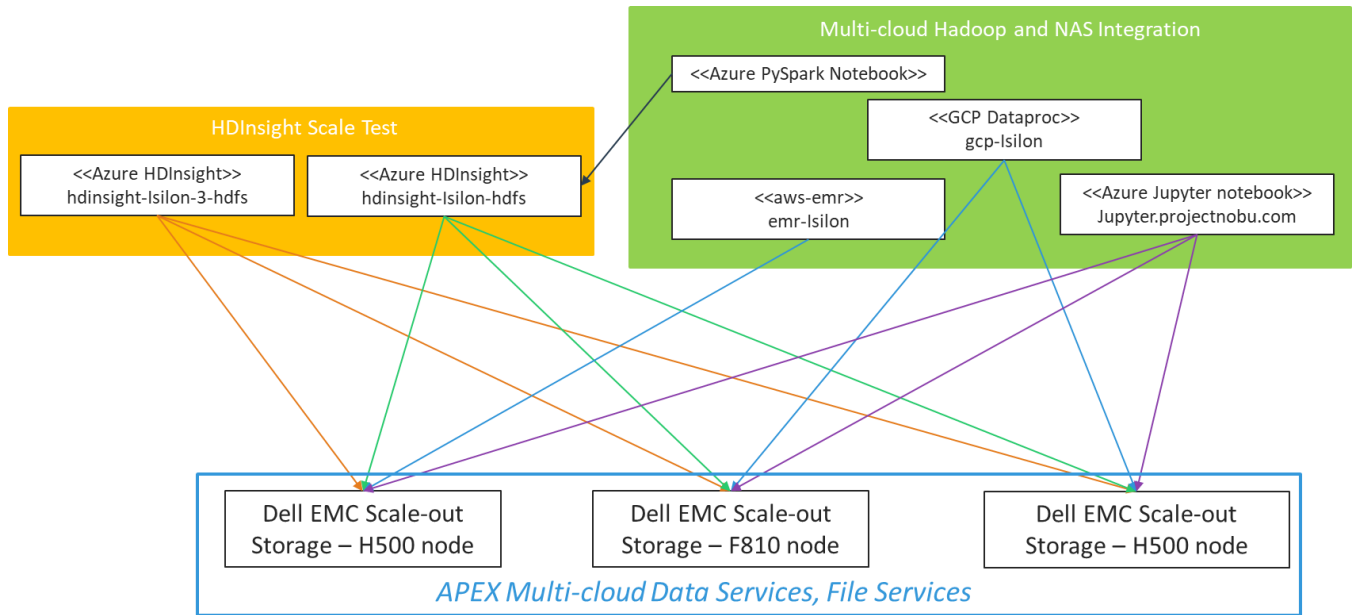 Multi-cloud Hadoop and NAS Integration
<<Azure PySpark Notebook>>
<<GCP Dataproc>>
gcp-Isilon
HDInsight Scale Test
<<Azure HDInsight>>
hdinsight-Isilon-3-hdfs
<<Azure HDInsight>>
hdinsight-Isilon-hdfs
<<aws-emr>>
emr-Isilon
<<Azure Jupyter notebook>>
Jupyter.projectnobu.com
Dell EMC Scale-out
Storage – H500 node
Dell EMC Scale-out
Storage – F810 node
Dell EMC Scale-out
Storage – H500 node
APEX Multi-cloud Data Services, File Services